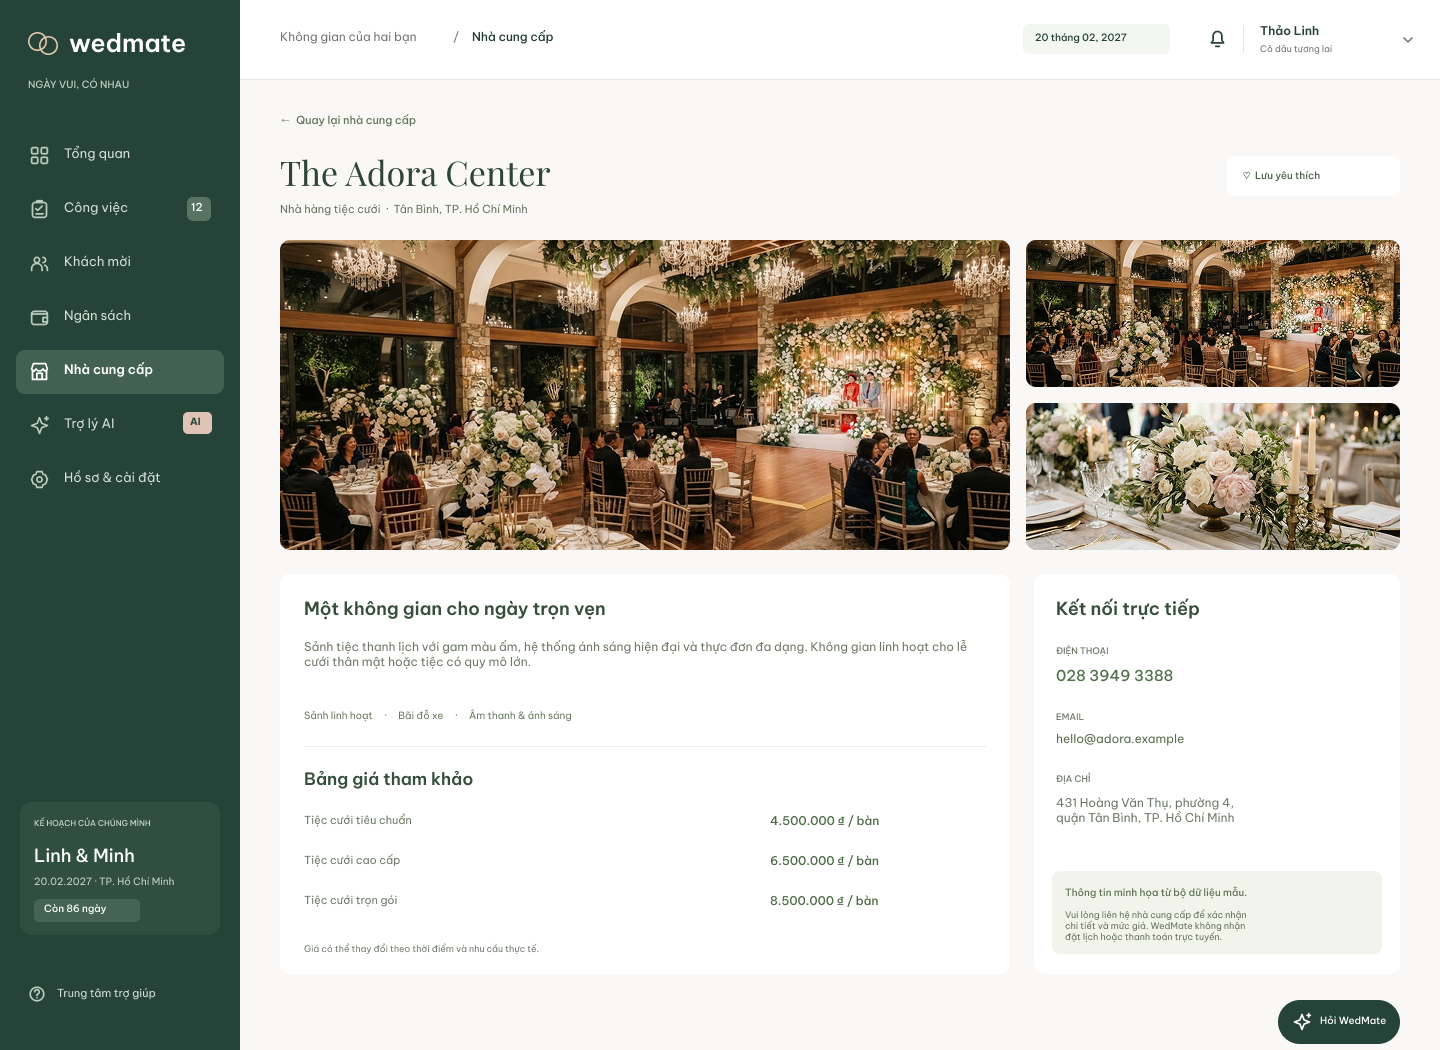 wedmate
NGÀY VUI, CÓ NHAU
Tổng quan
Công việc
12
Khách mời
Ngân sách
Nhà cung cấp
Trợ lý AI
AI
Hồ sơ & cài đặt
KẾ HOẠCH CỦA CHÚNG MÌNH
Linh & Minh
20.02.2027 · TP. Hồ Chí Minh
Còn 86 ngày
Trung tâm trợ giúp
Không gian của hai bạn / Nhà cung cấp
20 tháng 02, 2027
Thảo Linh
Cô dâu tương lai
← Quay lại nhà cung cấp
The Adora Center
Nhà hàng tiệc cưới · Tân Bình, TP. Hồ Chí Minh
♡ Lưu yêu thích
Một không gian cho ngày trọn vẹn
Sảnh tiệc thanh lịch với gam màu ấm, hệ thống ánh sáng hiện đại và thực đơn đa dạng. Không gian linh hoạt cho lễ
cưới thân mật hoặc tiệc có quy mô lớn.
Sảnh linh hoạt · Bãi đỗ xe · Âm thanh & ánh sáng
Bảng giá tham khảo
Tiệc cưới tiêu chuẩn 4.500.000 ₫ / bàn
Tiệc cưới cao cấp 6.500.000 ₫ / bàn
Tiệc cưới trọn gói 8.500.000 ₫ / bàn
Giá có thể thay đổi theo thời điểm và nhu cầu thực tế.
Kết nối trực tiếp
ĐIỆN THOẠI
028 3949 3388
EMAIL
hello@adora.example
ĐỊA CHỈ
431 Hoàng Văn Thụ, phường 4,
quận Tân Bình, TP. Hồ Chí Minh
Thông tin minh họa từ bộ dữ liệu mẫu.
Vui lòng liên hệ nhà cung cấp để xác nhận
chi tiết và mức giá. WedMate không nhận
đặt lịch hoặc thanh toán trực tuyến.
Hỏi WedMate